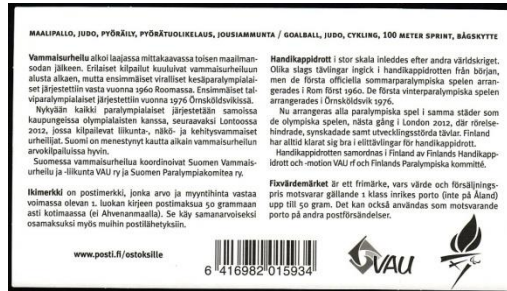 MAALIPALLO, JUDO, PYÖRÄILY, PYÖRÄTUOLIKELAUS, JOUSIAMMUNTA / GOALBALL, JUDO, CYKLING, 100 METER SPRINT, BÅGSKYTTE
Vammaisurheilu alkoi laajassa mittakaavassa toisen maailman-
sodan jälkeen. Erilaiset kilpailut kuuluivat vammaisurheiluun
alusta alkaen, mutta ensimmäiset viralliset kesäparalympialai-
set järjestettiin vasta vuonna 1960 Roomassa. Ensimmäiset tal-
viparalympialaiset järjestettiin vuonna 1976 Örnsköldsvikissä.
Nykyään kaikki paralympialaiset järjestetään samoissa
kaupungeissa olympialaisten kanssa, seuraavaksi Lontoossa
2012, jossa kilpailevat liikunta-, näkö- ja kehitysvammaiset
urheilijat. Suomi on menestynyt kautta aikain vammaisurheilun
arvokilpailuissa hyvin.
Suomessa vammaisurheilua koordinoivat Suomen Vammais-
urheilu ja -liikunta VAU ry ja Suomen Paralympiakomitea ry.
Ikimerkki on postimerkki, jonka arvo ja myyntihinta vastaa
voimassa olevan 1. luokan kirjeen postimaksua 50 grammaan
asti kotimaassa (ei Ahvenanmaalla). Se käy samanarvoiseksi
osamaksuksi myös muihin postilähetyksiin.
www.posti.fi/ostoksille
Handikappidrott i stor skala inleddes efter andra världskriget.
Olika slags tävlingar ingick i handikappidrotten från början,
men de första officiella sommarparalympiska spelen arran-
gerades i Rom först 1960. De första vinterparalympiska spelen
arrangerades i Örnsköldsvik 1976.
Nu arrangeras alla paralympiska spel i samma städer som
de olympiska spelen, nästa gång i London 2012, där rörelse-
hindrade, synskadade samt utvecklingsstörda tävlar. Finland
har alltid klarat sig bra i elittävlingar för handikappidrott.
Handikappidrotten samordnas i Finland av Finlands Handikapp-
idrott och -motion VAU rf och Finlands Paralympiska kommitté.
Fixvärdemärket är ett frimärke, vars värde och försäljnings-
pris motsvarar gällande 1 klass inrikes porto (inte på Åland)
upp till 50 gram. Det kan också användas som motsvarande
porto på andra postförsändelser.
6 416982 015934
VAU